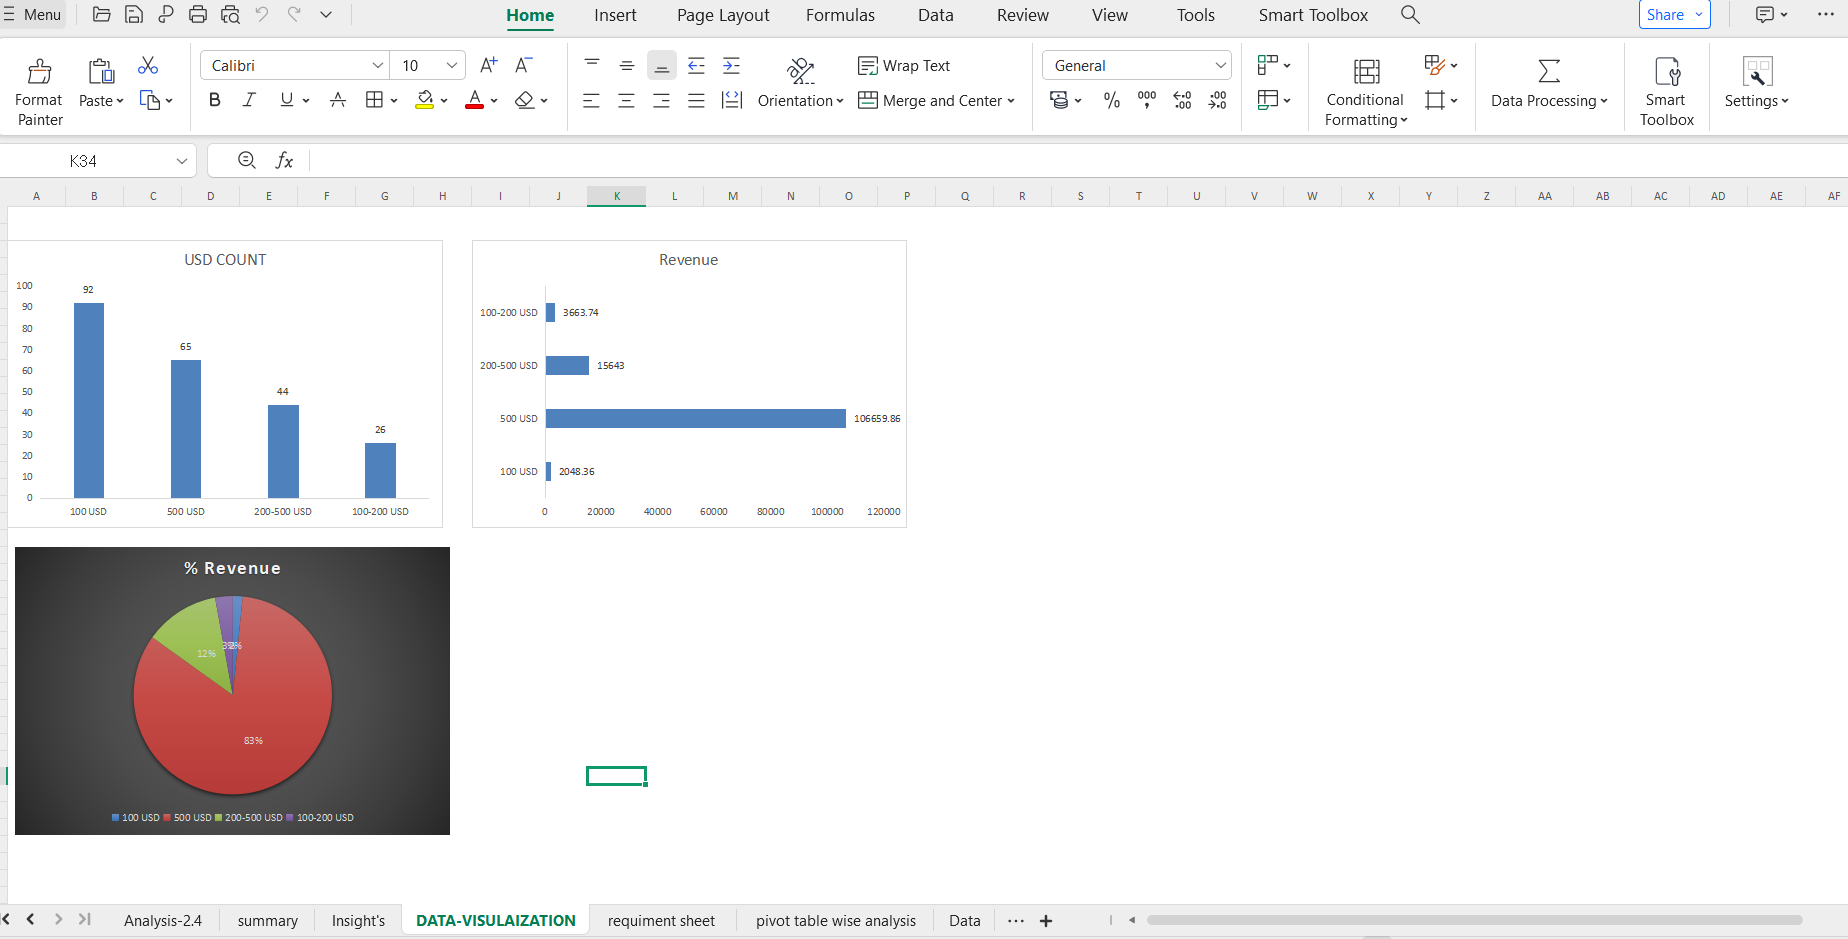 Menu
Home Insert Page Layout Formulas Data Review View Tools Smart Toolbox
Share
Format Painter
Paste
Calibri 10
A+ A-
B I U A
A
Orientation
Wrap Text
Merge and Center
General
% 000
Conditional Formatting
Data Processing
Smart Toolbox
Settings
K34
fx
A B C D E F G H I J K L M N O P Q R S T U V W X Y Z AA AB AC AD AE AF
USD COUNT
100
90
80
70
60
50
40
30
20
10
0
92
65
44
26
100 USD 500 USD 200-500 USD 100-200 USD
Revenue
100-200 USD 3663.74
200-500 USD 15643
500 USD 106659.86
100 USD 2048.36
0 20000 40000 60000 80000 100000 120000
% Revenue
3%
12%
83%
100 USD 500 USD 200-500 USD 100-200 USD
Analysis-2.4 summary Insight's DATA-VISULAIZATION requiment sheet pivot table wise analysis Data ... +